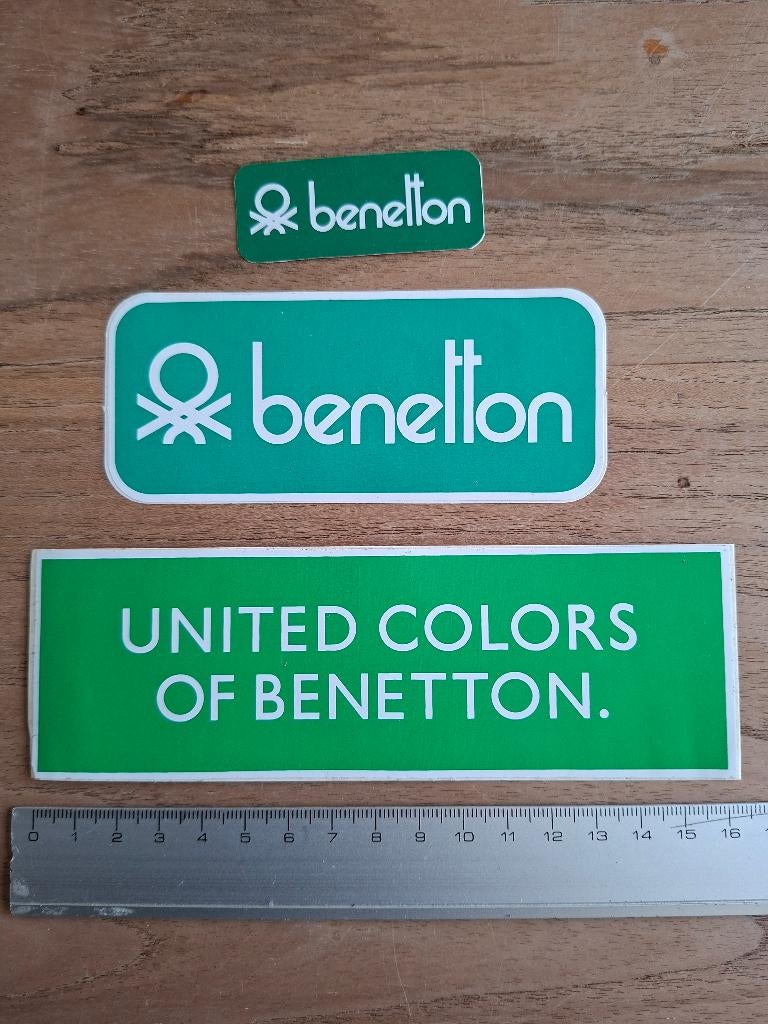 benetton
benetton
UNITED COLORS
OF BENETTON.
0 1 2 3 4 5 6 7 8 9 10 11 12 13 14 15 16